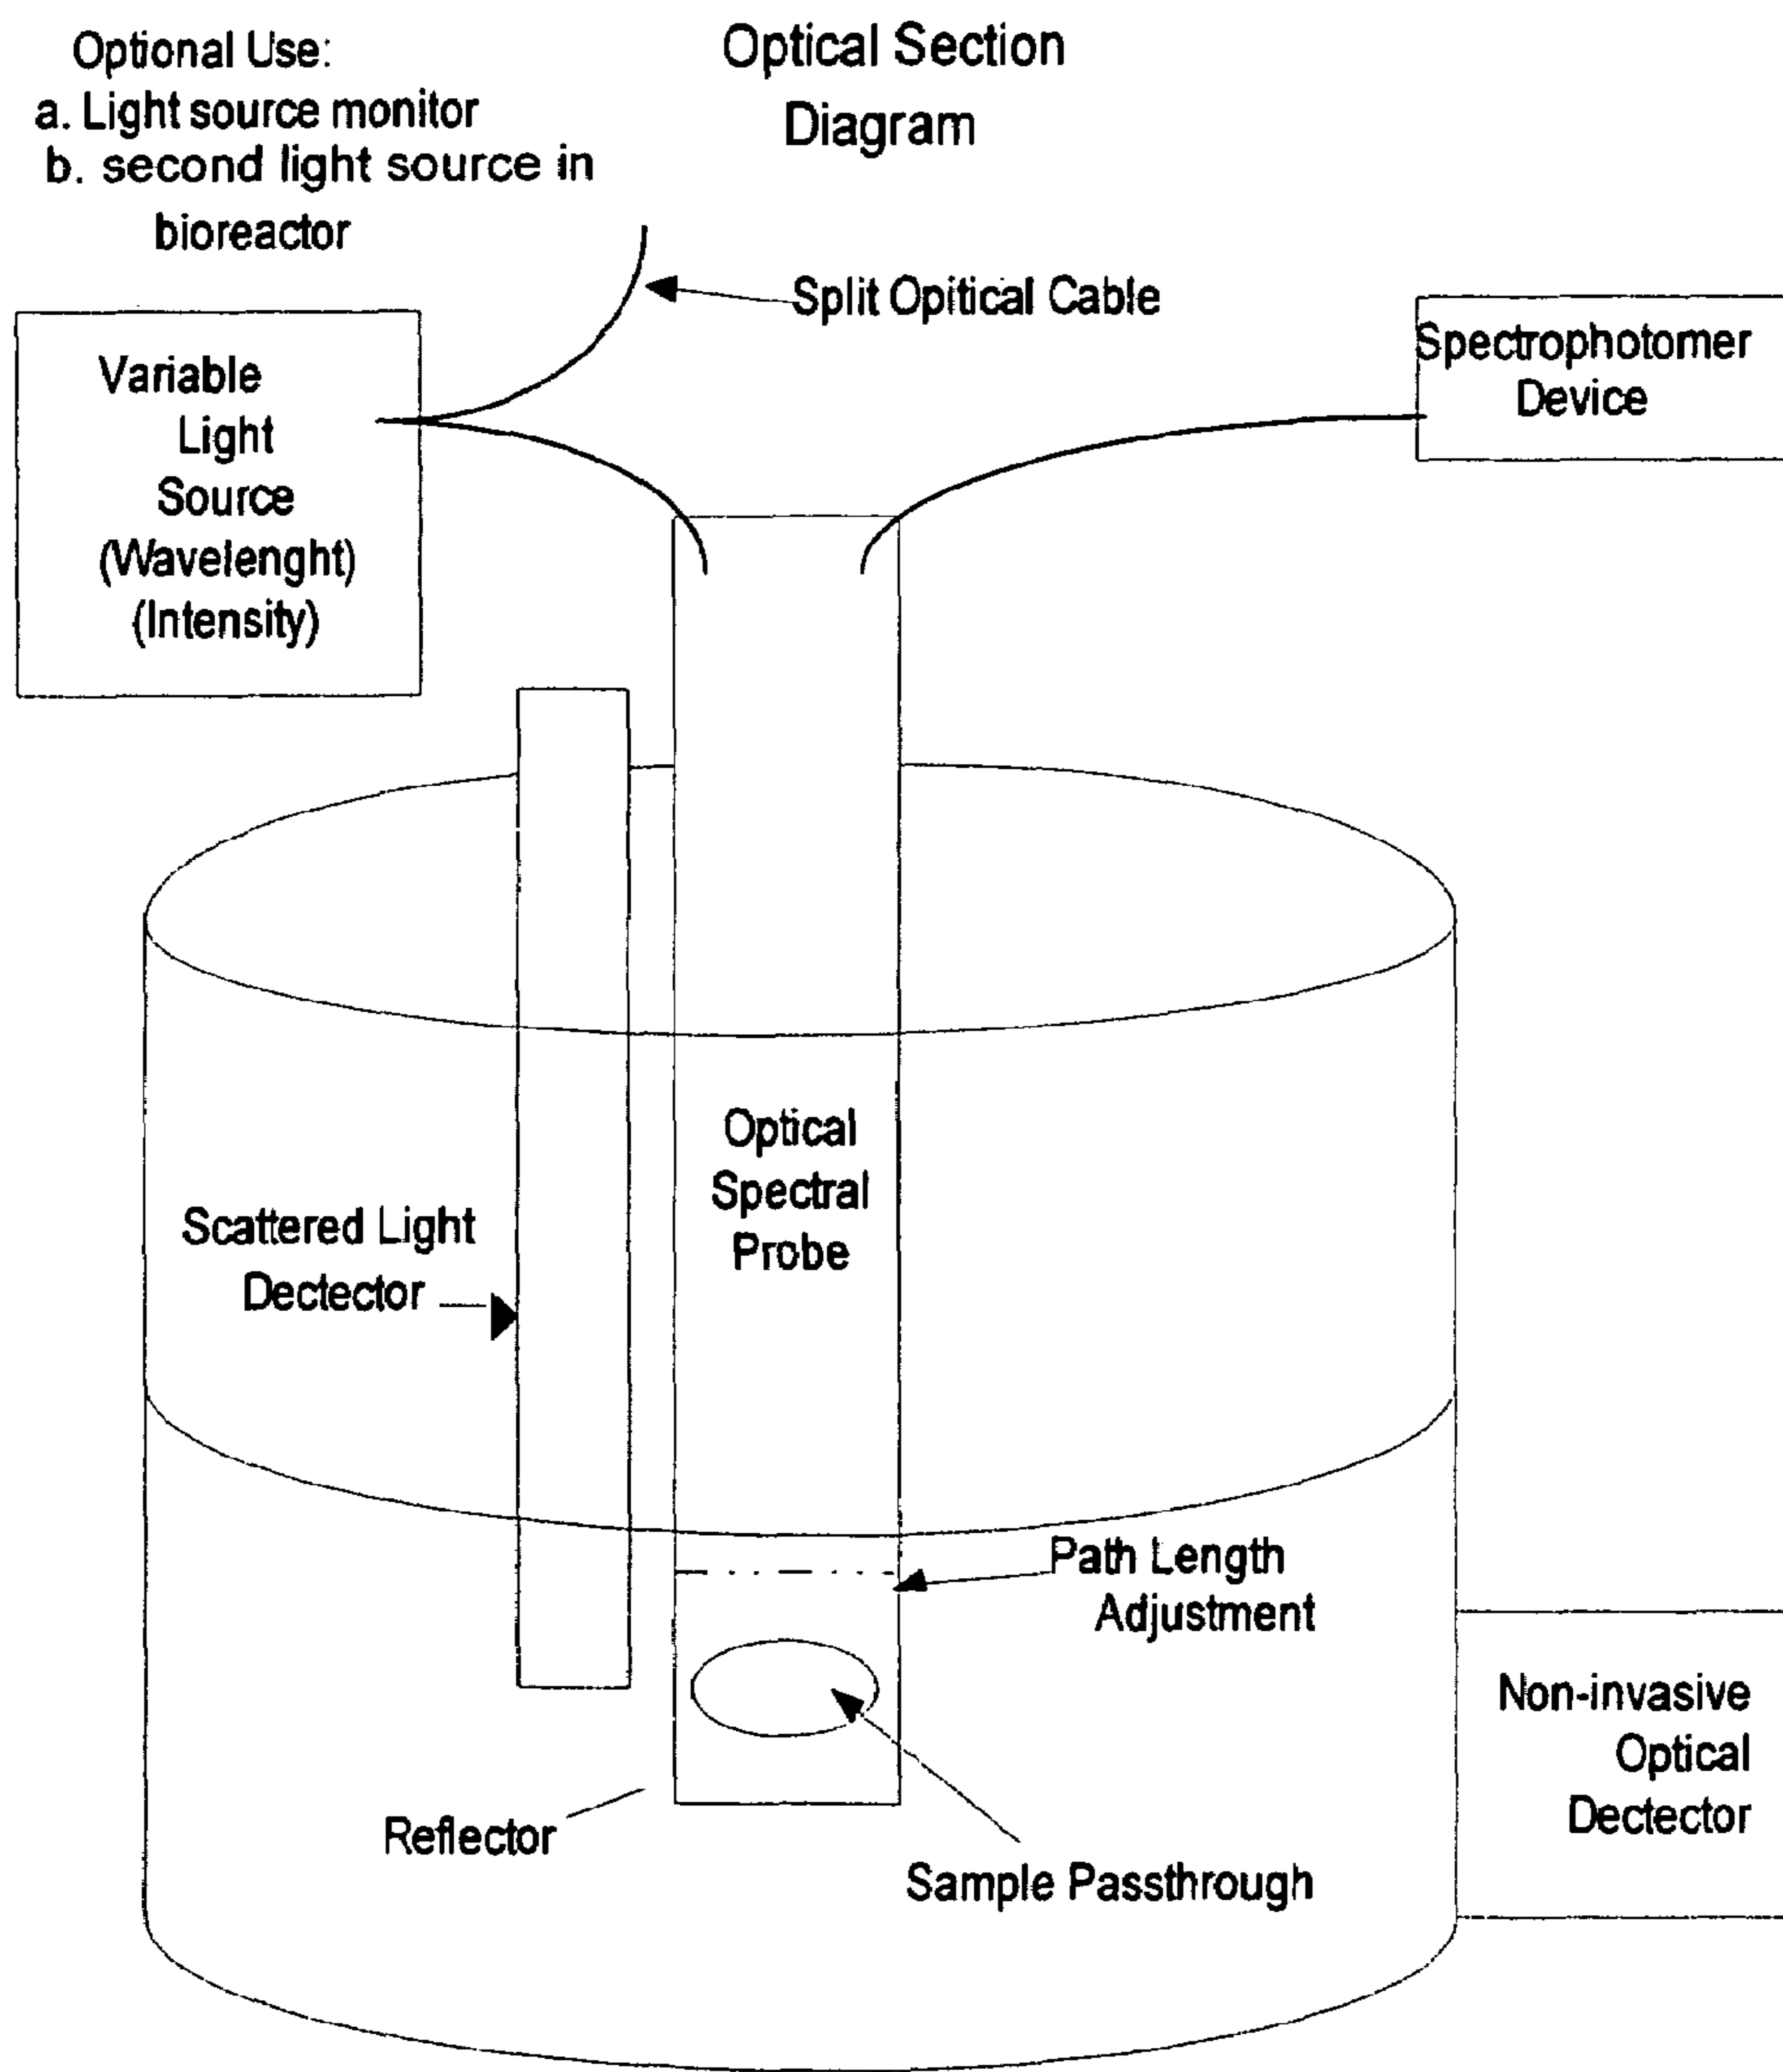 Optional Use:
a. Light source monitor
b. second light source in
bioreactor
Optical Section
Diagram
Split Opitical Cable
Variable
Light
Source
(Wavelenght)
(Intensity)
Spectrophotomer
Device
Optical
Spectral
Probe
Scattered Light
Dectector
Path Length
Adjustment
Non-invasive
Optical
Dectector
Reflector
Sample Passthrough